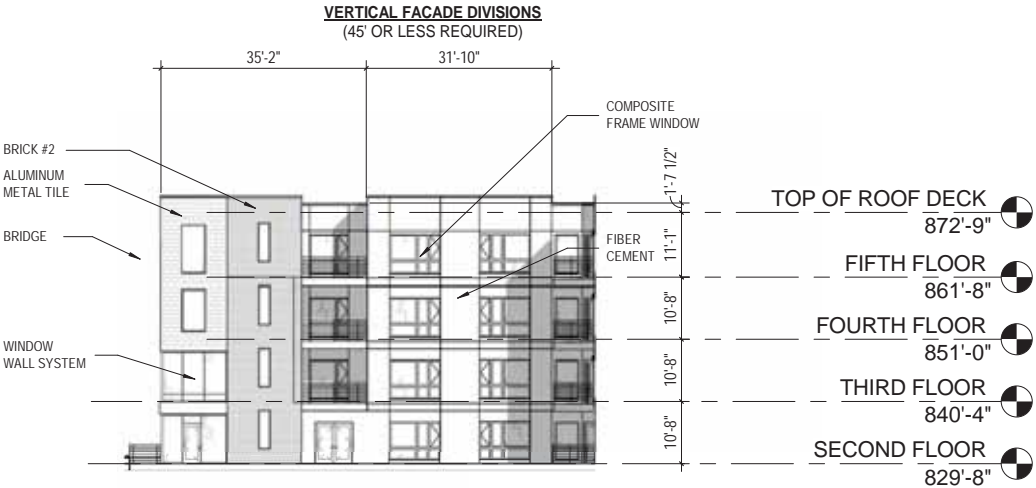 VERTICAL FACADE DIVISIONS
(45' OR LESS REQUIRED)
35'-2"
31'-10"
COMPOSITE
FRAME WINDOW
BRICK #2
ALUMINUM
METAL TILE
BRIDGE
FIBER
CEMENT
WINDOW
WALL SYSTEM
1'-7 1/2"
11'-1"
10'-8"
10'-8"
10'-8"
TOP OF ROOF DECK
872'-9"
FIFTH FLOOR
861'-8"
FOURTH FLOOR
851'-0"
THIRD FLOOR
840'-4"
SECOND FLOOR
829'-8"